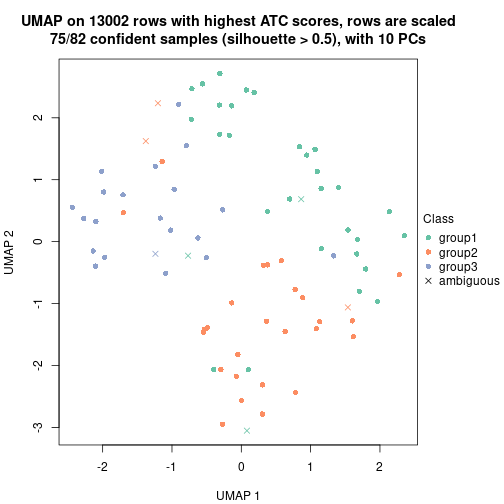 UMAP on 13002 rows with highest ATC scores, rows are scaled
75/82 confident samples (silhouette > 0.5), with 10 PCs
UMAP 2
2
1
0
-1
-2
-3
-2
-1
0
1
2
UMAP 1
Class
group1
group2
group3
ambiguous